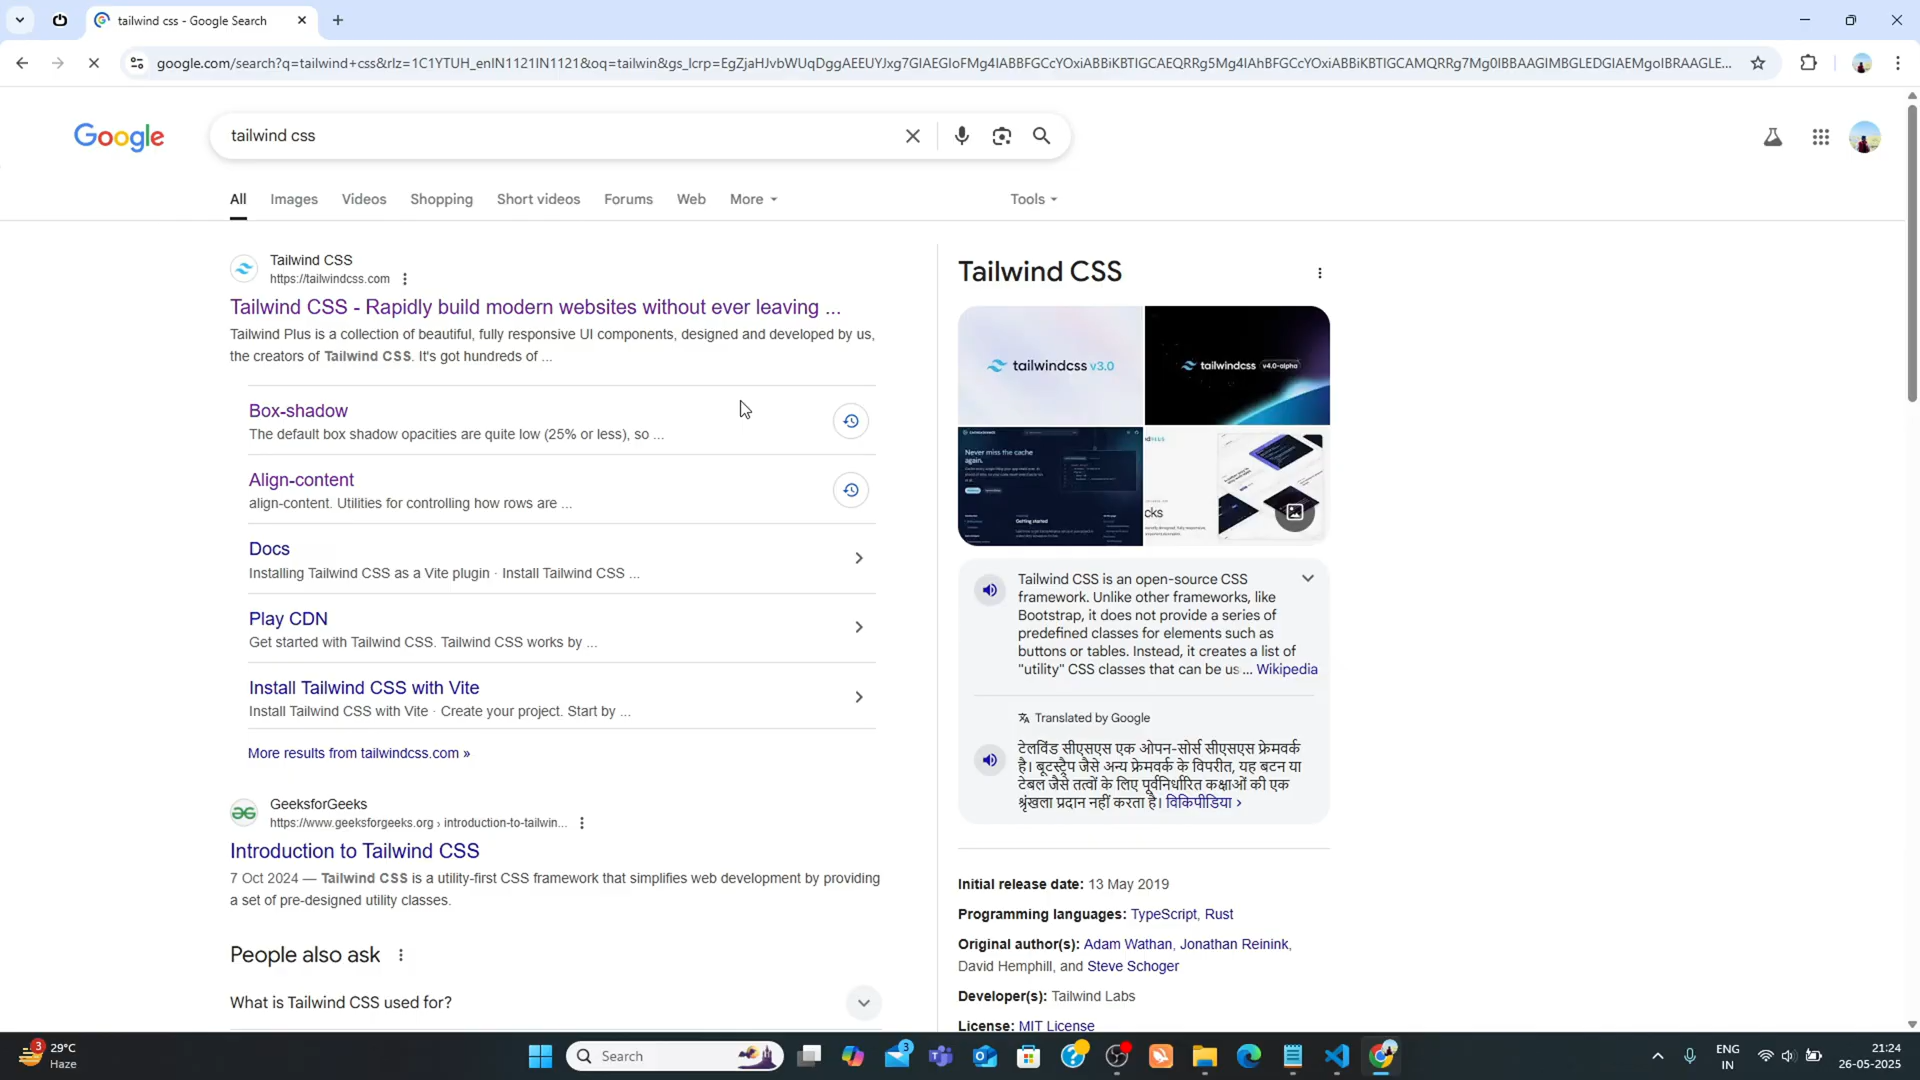 tailwind css - Google Search
google.com/search?q=tailwind+css&rlz=1C1YTUH_enIN1121IN1121&oq=tailwin&gs_lcrp=
Google
tailwind css
All Images Videos Shopping Short videos Forums Web More Tools
Tailwind CSS
https://tailwindcss.com
Tailwind CSS - Rapidly build modern websites without ever leaving ...
Tailwind Plus is a collection of beautiful, fully responsive UI components, designed and developed by us,
the creators of Tailwind CSS. It's got hundreds of ...
Box-shadow
The default box shadow opacities are quite low (25% or less), so ...
Align-content
align-content. Utilities for controlling how rows are ...
Docs
Installing Tailwind CSS as a Vite plugin · Install Tailwind CSS ...
Play CDN
Get started with Tailwind CSS. Tailwind CSS works by ...
Install Tailwind CSS with Vite
Install Tailwind CSS with Vite · Create your project. Start by ...
More results from tailwindcss.com »
GeeksforGeeks
https://www.geeksforgeeks.org › introduction-to-tailwin...
Introduction to Tailwind CSS
7 Oct 2024 — Tailwind CSS is a utility-first CSS framework that simplifies web development by providing
a set of pre-designed utility classes.
People also ask
What is Tailwind CSS used for?
Tailwind CSS
tailwindcss v3.0
tailwindcss v4.0-alpha
Never miss the cache
again.
Getting started
cks
Tailwind CSS is an open-source CSS
framework. Unlike other frameworks, like
Bootstrap, it does not provide a series of
predefined classes for elements such as
buttons or tables. Instead, it creates a list of
"utility" CSS classes that can be us... Wikipedia
Translated by Google
टेलविंड सीएसएस एक ओपन-सोर्स सीएसएस फ़्रेमवर्क
है। बूटस्ट्रैप जैसे अन्य फ़्रेमवर्क के विपरीत, यह बटन या
टेबल जैसे तत्वों के लिए पूर्वनिर्धारित कक्षाओं की एक
श्रृंखला प्रदान नहीं करता है। विकिपीडिया ›
Initial release date: 13 May 2019
Programming languages: TypeScript, Rust
Original author(s): Adam Wathan, Jonathan Reinink,
David Hemphill, and Steve Schoger
Developer(s): Tailwind Labs
License: MIT License
3
29°C
Haze
Search
3
ENG
IN
21:24
26-05-2025